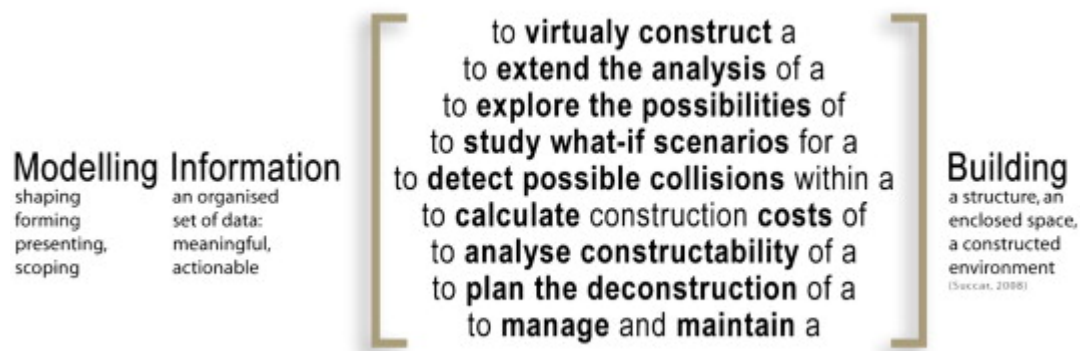 Modelling
shaping
forming
presenting,
scoping
Information
an organised
set of data:
meaningful,
actionable
to virtualy construct a
to extend the analysis of a
to explore the possibilities of
to study what-if scenarios for a
to detect possible collisions within a
to calculate construction costs of
to analyse constructability of a
to plan the deconstruction of a
to manage and maintain a
Building
a structure, an
enclosed space,
a constructed
environment
(Succar, 2008)